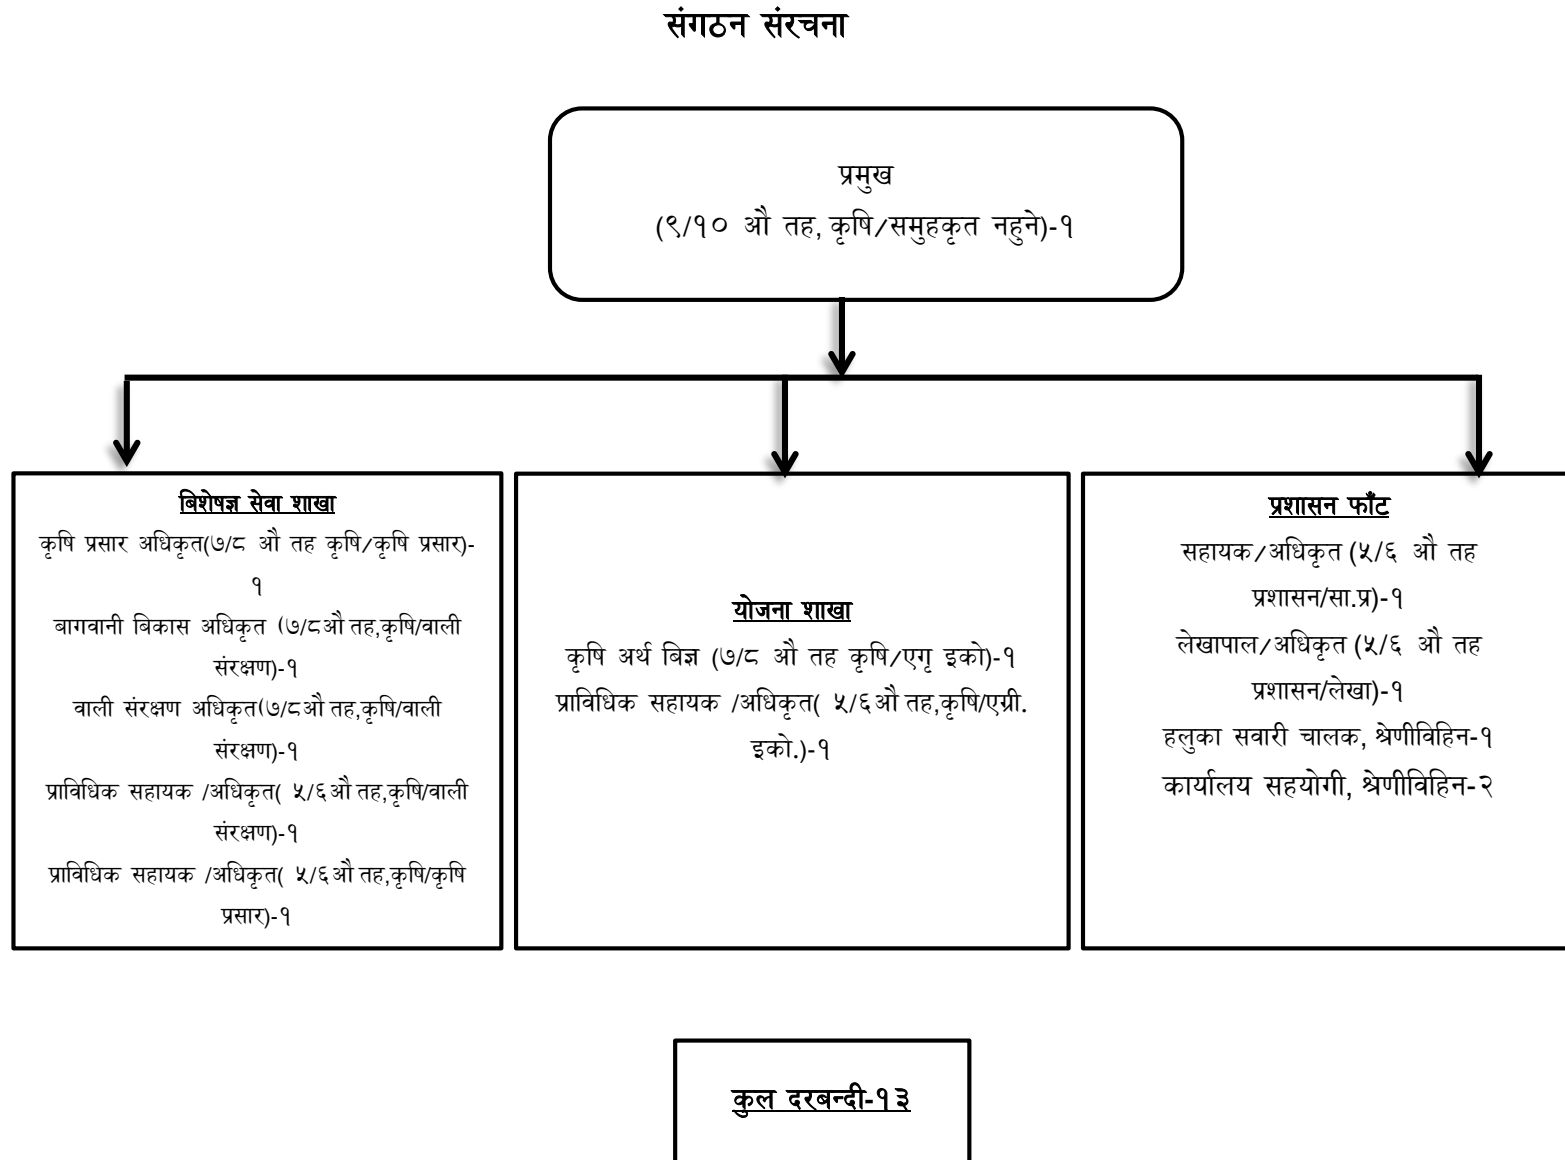 संगठन संरचना
प्रमुख
(९/१० औ तह, कृषि/समुहकृत नहुने)-१
बिशेषज्ञ सेवा शाखा
कृषि प्रसार अधिकृत(७/८ औ तह कृषि/कृषि प्रसार)-
१
बागवानी बिकास अधिकृत (७/८औ तह,कृषि/वाली
संरक्षण)-१
वाली संरक्षण अधिकृत(७/८औ तह,कृषि/वाली
संरक्षण)-१
प्राविधिक सहायक /अधिकृत( ५/६औ तह,कृषि/वाली
संरक्षण)-१
प्राविधिक सहायक /अधिकृत( ५/६औ तह,कृषि/कृषि
प्रसार)-१
योजना शाखा
कृषि अर्थ बिज्ञ (७/८ औ तह कृषि/एगृ इको)-१
प्राविधिक सहायक /अधिकृत( ५/६औ तह,कृषि/एग्री.
इको.)-१
प्रशासन फाँट
सहायक/अधिकृत (५/६ औ तह
प्रशासन/सा.प्र)-१
लेखापाल/अधिकृत (५/६ औ तह
प्रशासन/लेखा)-१
हलुका सवारी चालक, श्रेणीविहिन-१
कार्यालय सहयोगी, श्रेणीविहिन-२
कुल दरबन्दी-१३